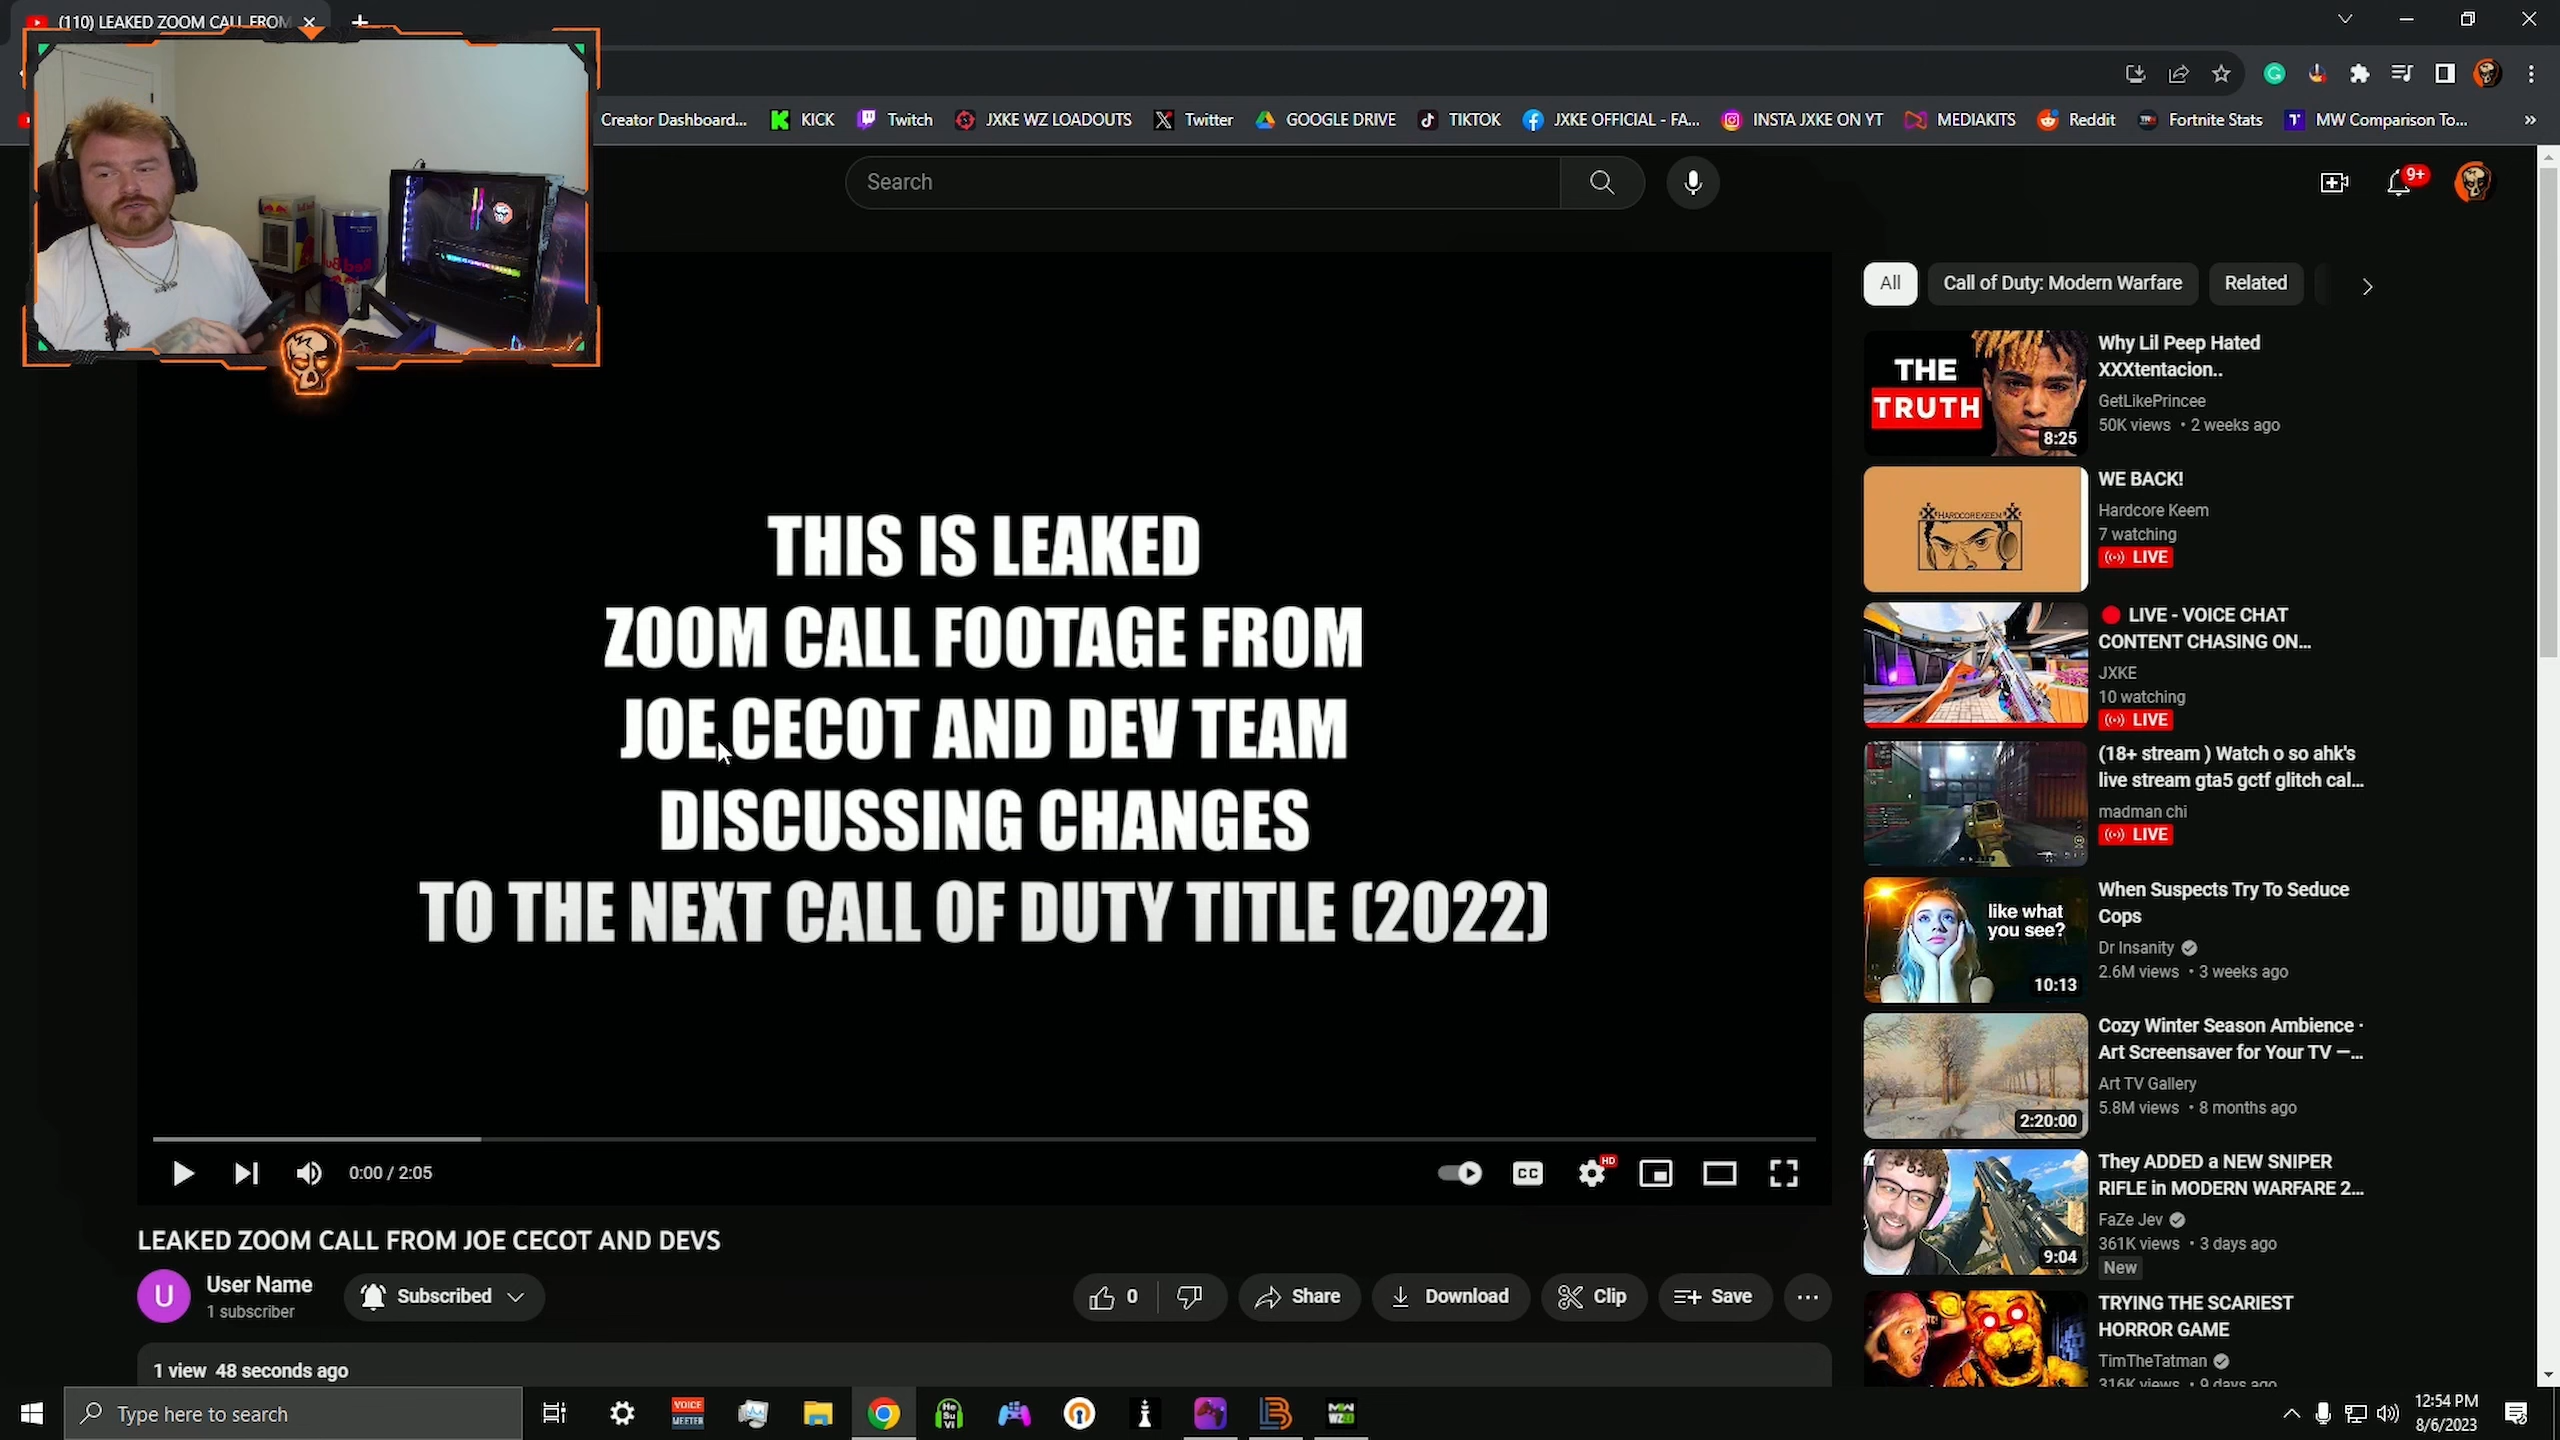 (110) LEAKED ZOOM CALL FROM
Creator Dashboard...
KICK
Twitch
JXKE WZ LOADOUTS
Twitter
GOOGLE DRIVE
TIKTOK
JXKE OFFICIAL - FA...
INSTA JXKE ON YT
MEDIAKITS
Reddit
Fortnite Stats
MW Comparison To...
Search
9+
All
Call of Duty: Modern Warfare
Related
THIS IS LEAKED
ZOOM CALL FOOTAGE FROM
JOE CECOT AND DEV TEAM
DISCUSSING CHANGES
TO THE NEXT CALL OF DUTY TITLE (2022)
0:00 / 2:05
CC
HD
LEAKED ZOOM CALL FROM JOE CECOT AND DEVS
U
User Name
1 subscriber
Subscribed
0
Share
Download
Clip
Save
1 view 48 seconds ago
THE
TRUTH
8:25
Why Lil Peep Hated
XXXtentacion..
GetLikePrincee
50K views • 2 weeks ago
HARDCOREKEEM
WE BACK!
Hardcore Keem
7 watching
LIVE
LIVE - VOICE CHAT
CONTENT CHASING ON...
JXKE
10 watching
LIVE
(18+ stream ) Watch o so ahk's
live stream gta5 gctf glitch cal...
madman chi
LIVE
like what
you see?
10:13
When Suspects Try To Seduce
Cops
Dr Insanity
2.6M views • 3 weeks ago
2:20:00
Cozy Winter Season Ambience ·
Art Screensaver for Your TV —...
Art TV Gallery
5.8M views • 8 months ago
9:04
They ADDED a NEW SNIPER
RIFLE in MODERN WARFARE 2...
FaZe Jev
361K views • 3 days ago
New
TRYING THE SCARIEST
HORROR GAME
TimTheTatman
316K views • 9 days ago
Type here to search
VOICE
MEETER
12:54 PM
8/6/2023